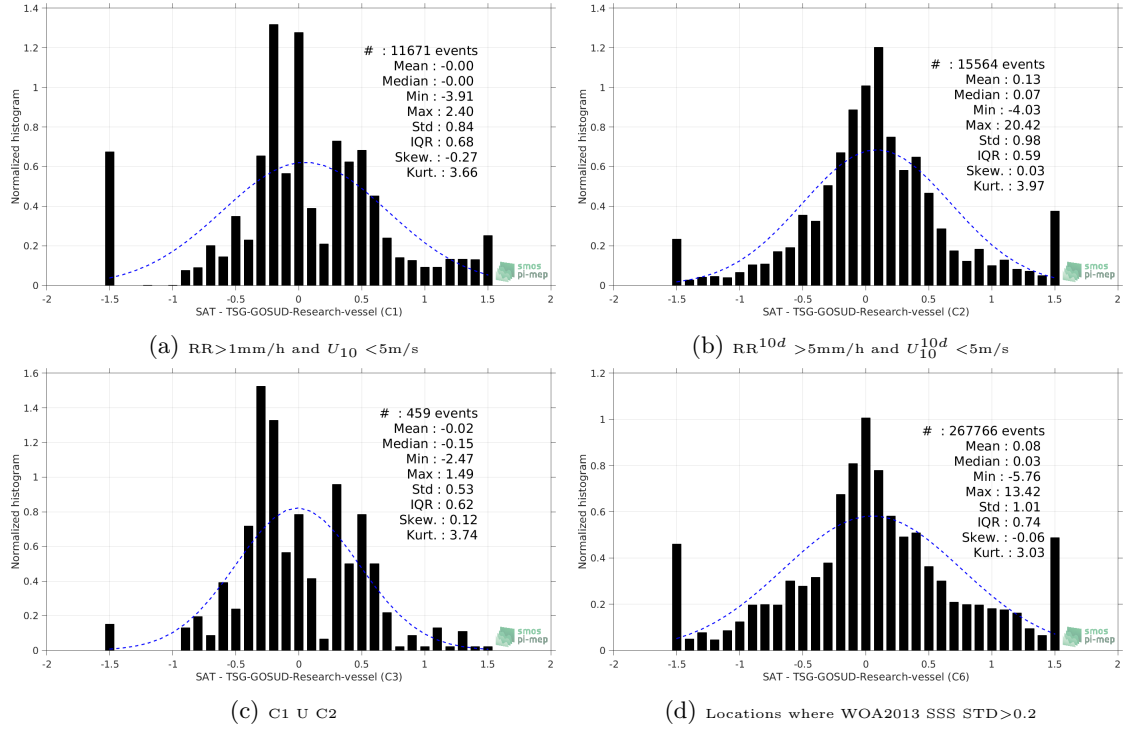 1.4
1.2
1
0.8
0.6
0.4
0.2
0
Normalized histogram
# : 11671 events
Mean : -0.00
Median : -0.00
Min : -3.91
Max : 2.40
Std : 0.84
IQR : 0.68
Skew. : -0.27
Kurt. : 3.66
smos
pi-mep
-2 -1.5 -1 -0.5 0 0.5 1 1.5 2
SAT - TSG-GOSUD-Research-vessel (C1)
(a) RR>1mm/h and U10 <5m/s
1.4
1.2
1
0.8
0.6
0.4
0.2
0
Normalized histogram
# : 15564 events
Mean : 0.13
Median : 0.07
Min : -4.03
Max : 20.42
Std : 0.98
IQR : 0.59
Skew. : 0.03
Kurt. : 3.97
smos
pi-mep
-2 -1.5 -1 -0.5 0 0.5 1 1.5 2
SAT - TSG-GOSUD-Research-vessel (C2)
(b) RR10d >5mm/h and U10d10 <5m/s
1.6
1.4
1.2
1
0.8
0.6
0.4
0.2
0
Normalized histogram
# : 459 events
Mean : -0.02
Median : -0.15
Min : -2.47
Max : 1.49
Std : 0.53
IQR : 0.62
Skew. : 0.12
Kurt. : 3.74
smos
pi-mep
-2 -1.5 -1 -0.5 0 0.5 1 1.5 2
SAT - TSG-GOSUD-Research-vessel (C3)
(c) C1 U C2
1.2
1
0.8
0.6
0.4
0.2
0
Normalized histogram
# : 267766 events
Mean : 0.08
Median : 0.03
Min : -5.76
Max : 13.42
Std : 1.01
IQR : 0.74
Skew. : -0.06
Kurt. : 3.03
smos
pi-mep
-2 -1.5 -1 -0.5 0 0.5 1 1.5 2
SAT - TSG-GOSUD-Research-vessel (C6)
(d) Locations where WOA2013 SSS STD>0.2